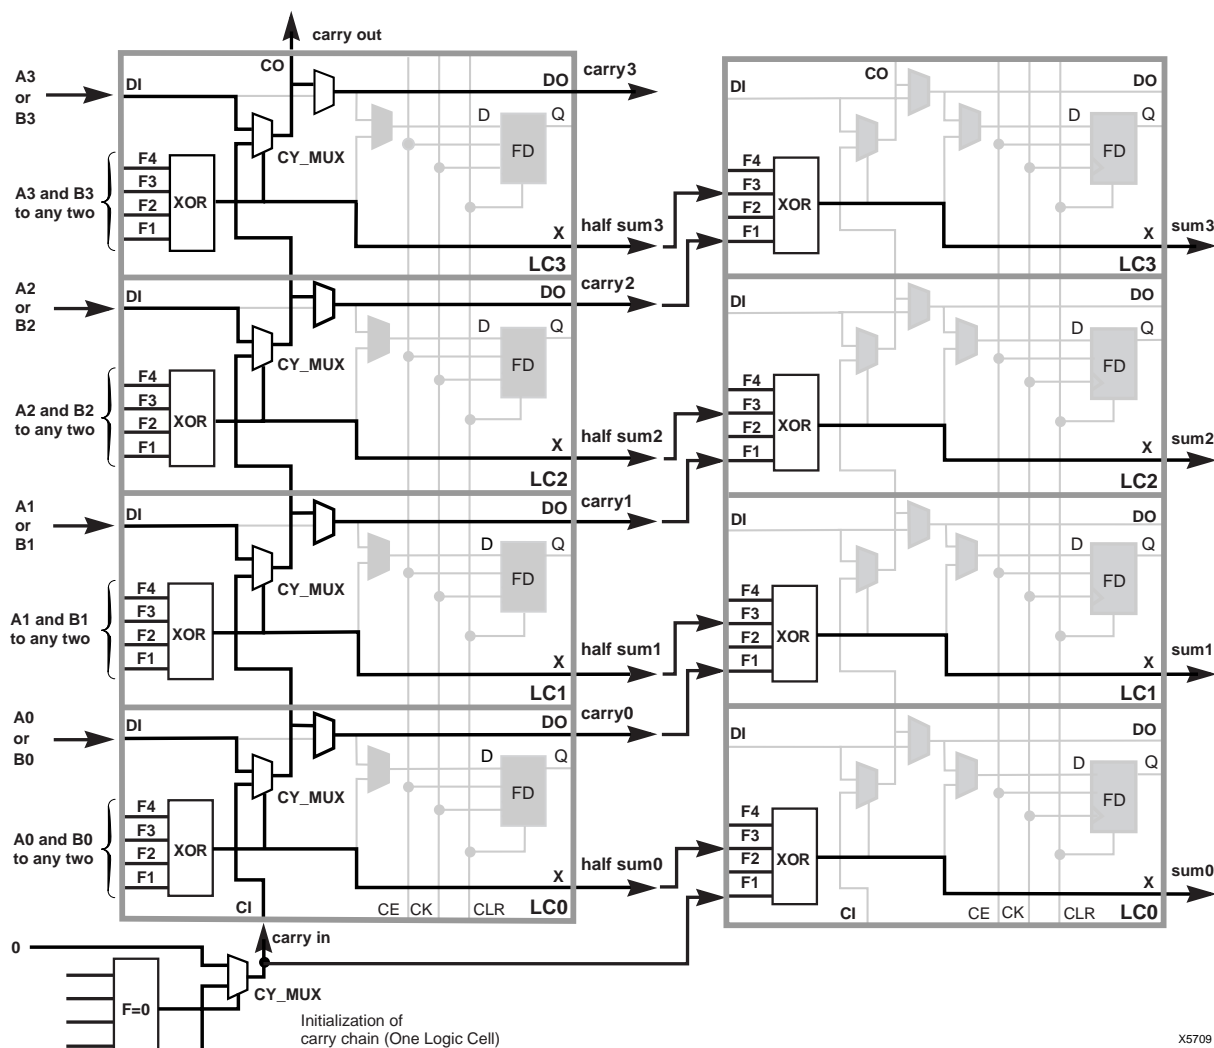 carry out
A3
or
B3
DI
CO
DO
carry3
CY_MUX
D
Q
FD
A3 and B3
to any two
F4
F3
F2
F1
XOR
X
half sum3
LC3
DI
CO
DO
D
Q
FD
F4
F3
F2
F1
XOR
X
sum3
LC3
A2
or
B2
DI
DO
carry2
CY_MUX
D
Q
FD
A2 and B2
to any two
F4
F3
F2
F1
XOR
X
half sum2
LC2
DI
DO
D
Q
FD
F4
F3
F2
F1
XOR
X
sum2
LC2
A1
or
B1
DI
DO
carry1
CY_MUX
D
Q
FD
A1 and B1
to any two
F4
F3
F2
F1
XOR
X
half sum1
LC1
DI
DO
D
Q
FD
F4
F3
F2
F1
XOR
X
sum1
LC1
A0
or
B0
DI
DO
carry0
CY_MUX
D
Q
FD
A0 and B0
to any two
F4
F3
F2
F1
XOR
X
half sum0
CI
CE
CK
CLR
LC0
DI
DO
D
Q
FD
F4
F3
F2
F1
XOR
X
sum0
CI
CE
CK
CLR
LC0
0
carry in
F=0
CY_MUX
Initialization of
carry chain (One Logic Cell)
X5709